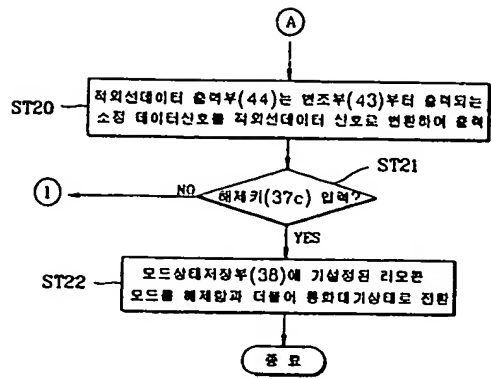 A
ST20
적외선데이터 출력부(44)는 변조부(43)부터 출력되는
소정 데이터신호를 적외선데이터 신호로 변환하여 출력
ST21
해제키(37c) 입력?
NO
1
YES
ST22
모드상태저장부(38)에 기설정된 리모콘
모드를 해제함과 더불어 통화대기상태로 전환
종 료